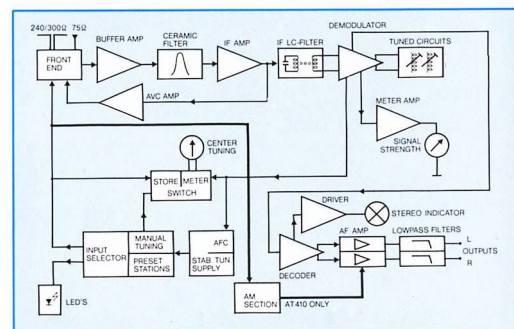 240/300Ω 75Ω
FRONT
END
BUFFER AMP
CERAMIC
FILTER
IF AMP
IF LC-FILTER
DEMODULATOR
TUNED CIRCUITS
AVC AMP
METER AMP
SIGNAL
STRENGTH
CENTER
TUNING
STORE METER
SWITCH
DRIVER
STEREO INDICATOR
AF AMP
LOWPASS FILTERS
L
OUTPUTS
R
DECODER
INPUT
SELECTOR
MANUAL
TUNING
PRESET
STATIONS
AFC
STAB. TUN
SUPPLY
LED'S
AM
SECTION
AT410 ONLY